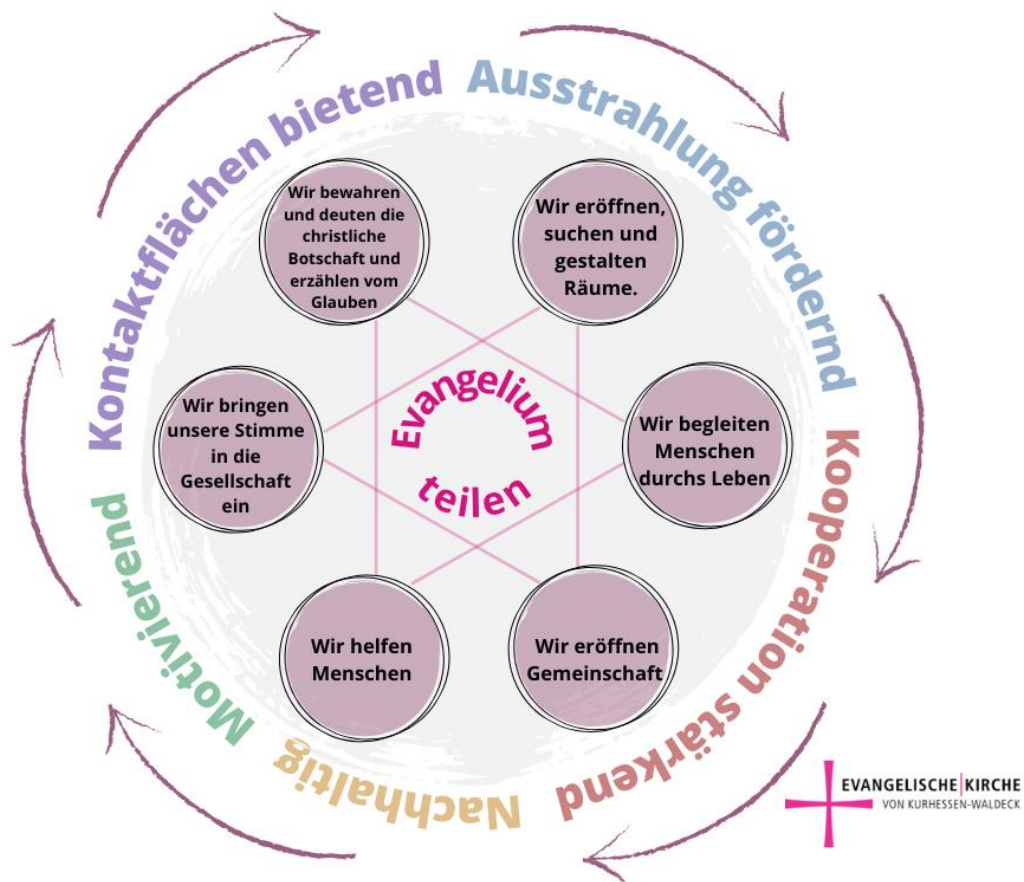 Kontaktflächen bietend
Ausstrahlung fördernd
Kooperation stärkend
Nachhaltig
Motivierend
Wir bewahren
und deuten die
christliche
Botschaft und
erzählen vom
Glauben
Wir eröffnen,
suchen und
gestalten
Räume.
Wir bringen
unsere Stimme
in die
Gesellschaft
ein
Evangelium
teilen
Wir begleiten
Menschen
durchs Leben
Wir helfen
Menschen
Wir eröffnen
Gemeinschaft
EVANGELISCHE KIRCHE
VON KURHESSEN-WALDECK